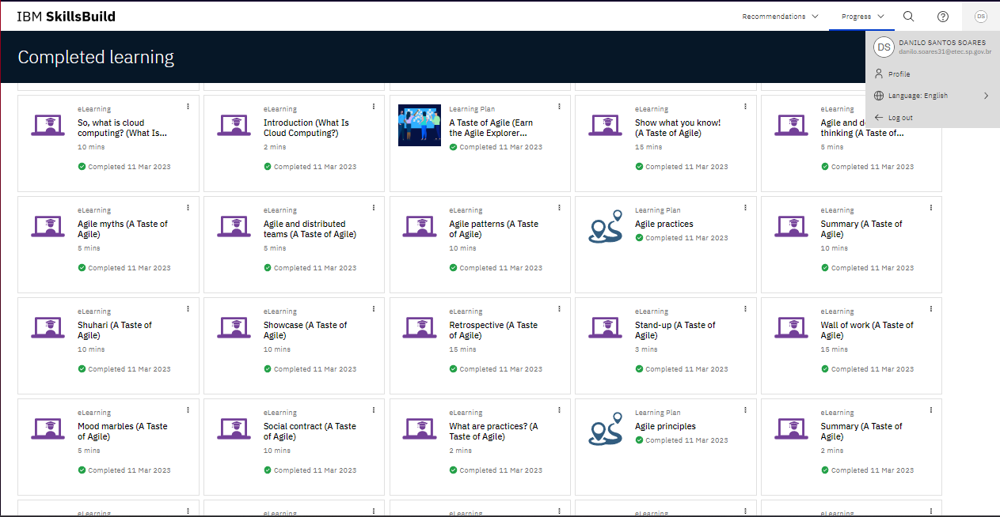 IBM SkillsBuild
Recommendations
Progress
DS
Completed learning
DS
DANILO SANTOS SOARES
danilo.soares31@etec.sp.gov.br
Profile
Language: English
Log out
eLearning
So, what is cloud
computing? (What Is...
10 mins
Completed 11 Mar 2023
eLearning
Introduction (What Is
Cloud Computing?)
2 mins
Completed 11 Mar 2023
Learning Plan
A Taste of Agile (Earn
the Agile Explorer...
Completed 11 Mar 2023
eLearning
Show what you know!
(A Taste of Agile)
15 mins
Completed 11 Mar 2023
eLearning
Agile and
thinking (A Taste of...
5 mins
Completed 11 Mar 2023
eLearning
Agile myths (A Taste of
Agile)
5 mins
Completed 11 Mar 2023
eLearning
Agile and distributed
teams (A Taste of Agile)
5 mins
Completed 11 Mar 2023
eLearning
Agile patterns (A Taste
of Agile)
10 mins
Completed 11 Mar 2023
Learning Plan
Agile practices
Completed 11 Mar 2023
eLearning
Summary (A Taste of
Agile)
10 mins
Completed 11 Mar 2023
eLearning
Shuhari (A Taste of
Agile)
10 mins
Completed 11 Mar 2023
eLearning
Showcase (A Taste of
Agile)
10 mins
Completed 11 Mar 2023
eLearning
Retrospective (A Taste
of Agile)
15 mins
Completed 11 Mar 2023
eLearning
Stand-up (A Taste of
Agile)
3 mins
Completed 11 Mar 2023
eLearning
Wall of work (A Taste of
Agile)
15 mins
Completed 11 Mar 2023
eLearning
Mood marbles (A Taste
of Agile)
5 mins
Completed 11 Mar 2023
eLearning
Social contract (A Taste
of Agile)
10 mins
Completed 11 Mar 2023
eLearning
What are practices? (A
Taste of Agile)
2 mins
Completed 11 Mar 2023
Learning Plan
Agile principles
Completed 11 Mar 2023
eLearning
Summary (A Taste of
Agile)
2 mins
Completed 11 Mar 2023
eLearning
eLearning
eLearning
eLearning
eLearning